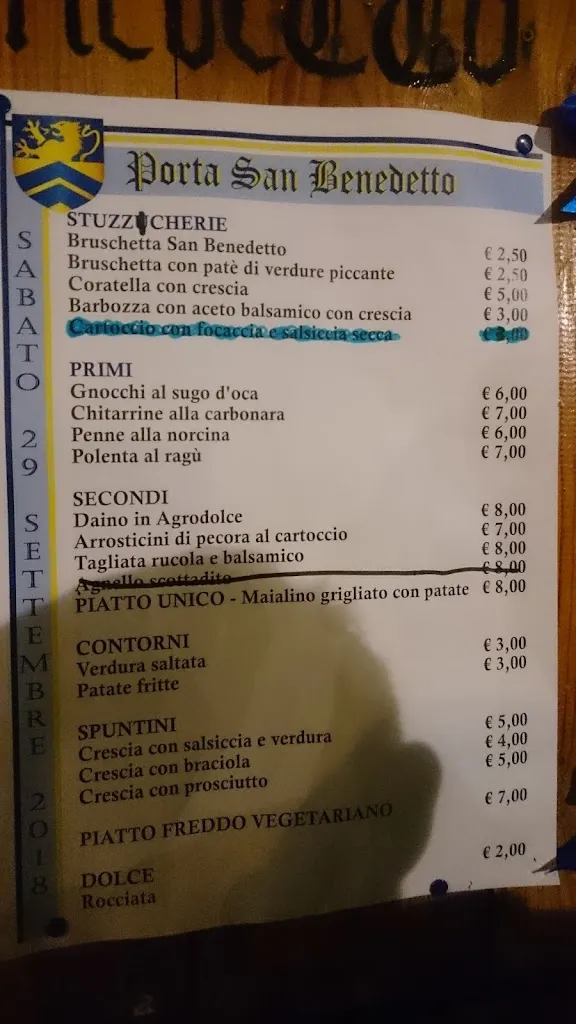 Porta San Benedetto
SABATO 29 SETTEMBRE 2018
STUZZICHERIE
Bruschetta San Benedetto € 2,50
Bruschetta con patè di verdure piccante € 2,50
Coratella con crescia € 5,00
Barbozza con aceto balsamico con crescia € 3,00
Cartoccio con focaccia e salsiccia secca € 3,00
PRIMI
Gnocchi al sugo d'oca € 6,00
Chitarrine alla carbonara € 7,00
Penne alla norcina € 6,00
Polenta al ragù € 7,00
SECONDI
Daino in Agrodolce € 8,00
Arrosticini di pecora al cartoccio € 7,00
Tagliata rucola e balsamico € 8,00
Agnello scottadito € 8,00
PIATTO UNICO - Maialino grigliato con patate € 8,00
CONTORNI
Verdura saltata € 3,00
Patate fritte € 3,00
SPUNTINI
Crescia con salsiccia e verdura € 5,00
Crescia con braciola € 4,00
Crescia con prosciutto € 5,00
PIATTO FREDDO VEGETARIANO € 7,00
DOLCE
Rocciata € 2,00